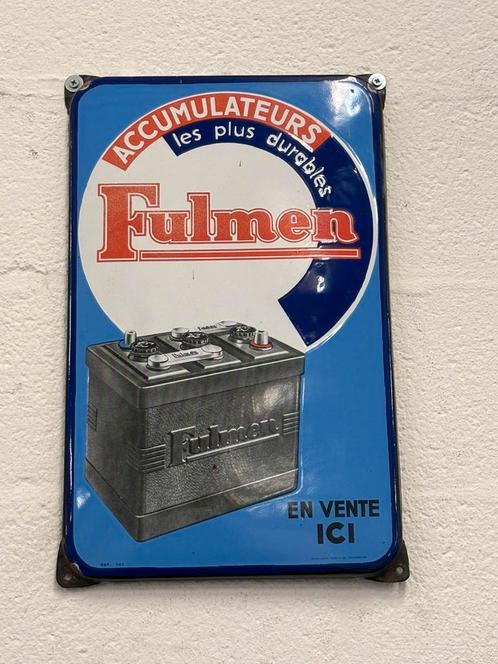 ACCUMULATEURS
les plus durables
Fulmen
Fulmen
EN VENTE
ICI